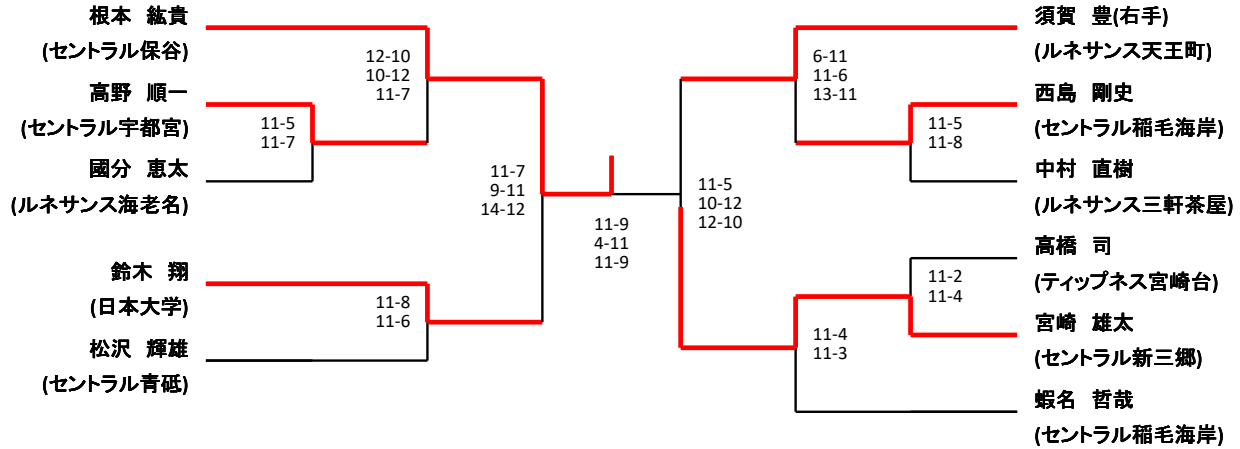 根本 紘貴
(セントラル保谷)
12-10
10-12
11-7
高野 順一
(セントラル宇都宮)
11-5
11-7
國分 恵太
(ルネサンス海老名)
11-7
9-11
14-12
鈴木 翔
(日本大学)
11-8
11-6
松沢 輝雄
(セントラル青砥)
11-9
4-11
11-9
須賀 豊(右手)
(ルネサンス天王町)
6-11
11-6
13-11
西島 剛史
(セントラル稲毛海岸)
11-5
11-8
中村 直樹
(ルネサンス三軒茶屋)
11-5
10-12
12-10
高橋 司
(ティップネス宮崎台)
11-2
11-4
宮崎 雄太
(セントラル新三郷)
11-4
11-3
蝦名 哲哉
(セントラル稲毛海岸)